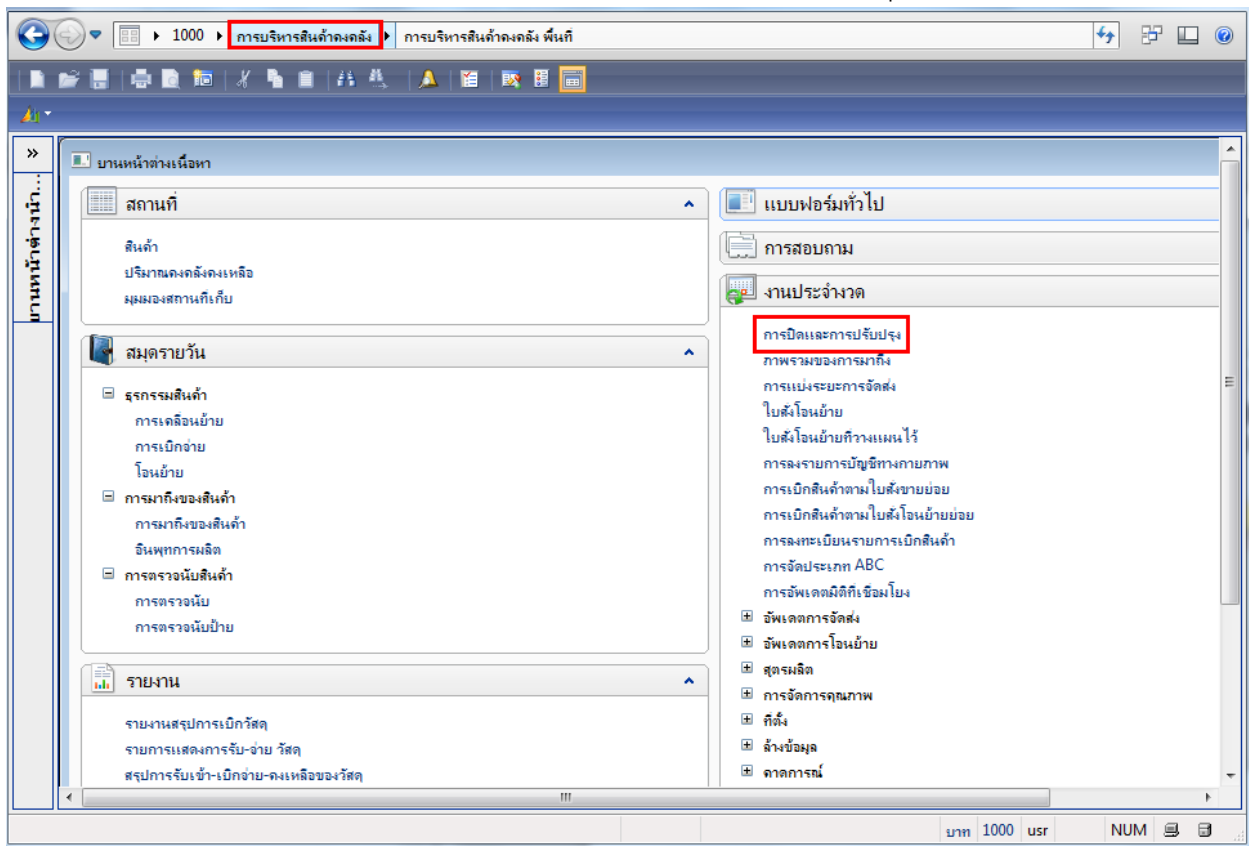 1000 การบริหารสินค้าคงคลัง การบริหารสินค้าคงคลัง พื้นที่
บานหน้าต่างนำ...
บานหน้าต่างเนื้อหา
สถานที่
สินค้า
ปริมาณคงคลังคงเหลือ
มุมมองสถานที่เก็บ
สมุดรายวัน
ธุรกรรมสินค้า
การเคลื่อนย้าย
การเบิกจ่าย
โอนย้าย
การมาถึงของสินค้า
การมาถึงของสินค้า
อินพุทการผลิต
การตรวจนับสินค้า
การตรวจนับ
การตรวจนับป้าย
รายงาน
รายงานสรุปการเบิกวัสดุ
รายการแสดงการรับ-จ่าย วัสดุ
สรุปการรับเข้า-เบิกจ่าย-คงเหลือของวัสดุ
แบบฟอร์มทั่วไป
การสอบถาม
งานประจำงวด
การปิดและการปรับปรุง
ภาพรวมของการมาถึง
การแบ่งระยะการจัดส่ง
ใบสั่งโอนย้าย
ใบสั่งโอนย้ายที่วางแผนไว้
การลงรายการบัญชีทางกายภาพ
การเบิกสินค้าตามใบสั่งขายย่อย
การเบิกสินค้าตามใบสั่งโอนย้ายย่อย
การลงทะเบียนรายการเบิกสินค้า
การจัดประเภท ABC
การอัพเดตมิติที่เชื่อมโยง
อัพเดตการจัดส่ง
อัพเดตการโอนย้าย
สูตรผลิต
การจัดการคุณภาพ
ที่ตั้ง
ล้างข้อมูล
คาดการณ์
บาท 1000 usr NUM